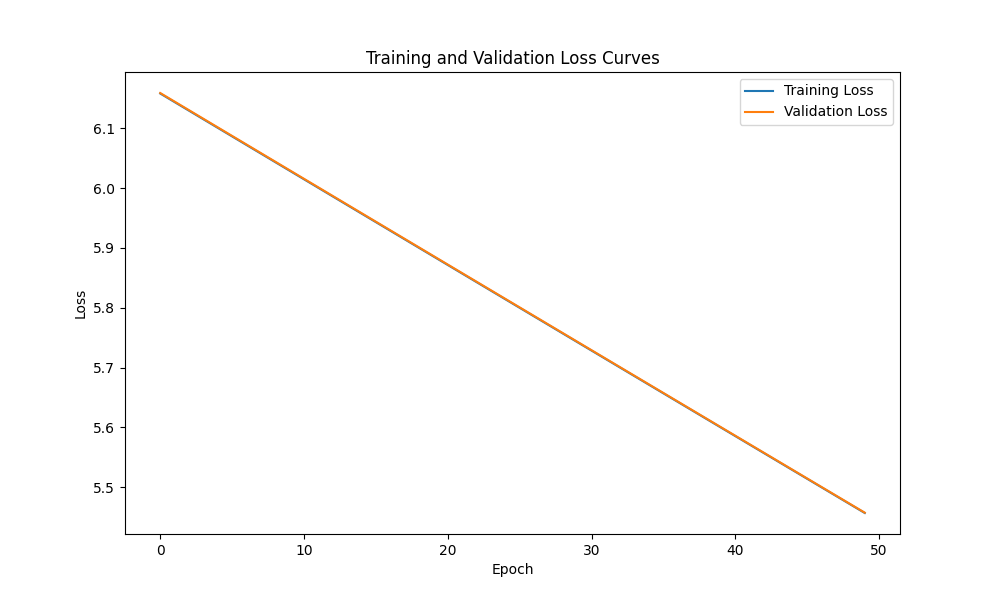 Training and Validation Loss Curves
Training Loss
Validation Loss
Loss
6.1
6.0
5.9
5.8
5.7
5.6
5.5
0 10 20 30 40 50
Epoch